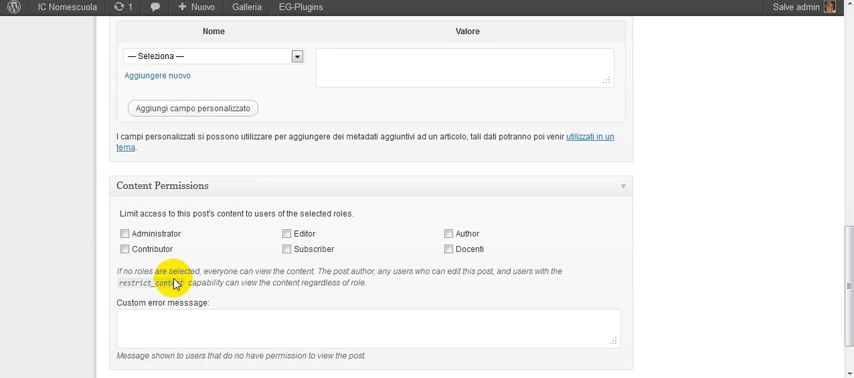 IC Nomescuola 1 Nuovo Galleria EG-Plugins Salve admin
Nome Valore
— Seleziona —
Aggiungere nuovo
Aggiungi campo personalizzato
I campi personalizzati si possono utilizzare per aggiungere dei metadati aggiuntivi ad un articolo, tali dati potranno poi venir utilizzati in un
tema.
Content Permissions
Limit access to this post's content to users of the selected roles.
Administrator Editor Author
Contributor Subscriber Docenti
If no roles are selected, everyone can view the content. The post author, any users who can edit this post, and users with the
restrict_content capability can view the content regardless of role.
Custom error messsage:
Message shown to users that do no have permission to view the post.